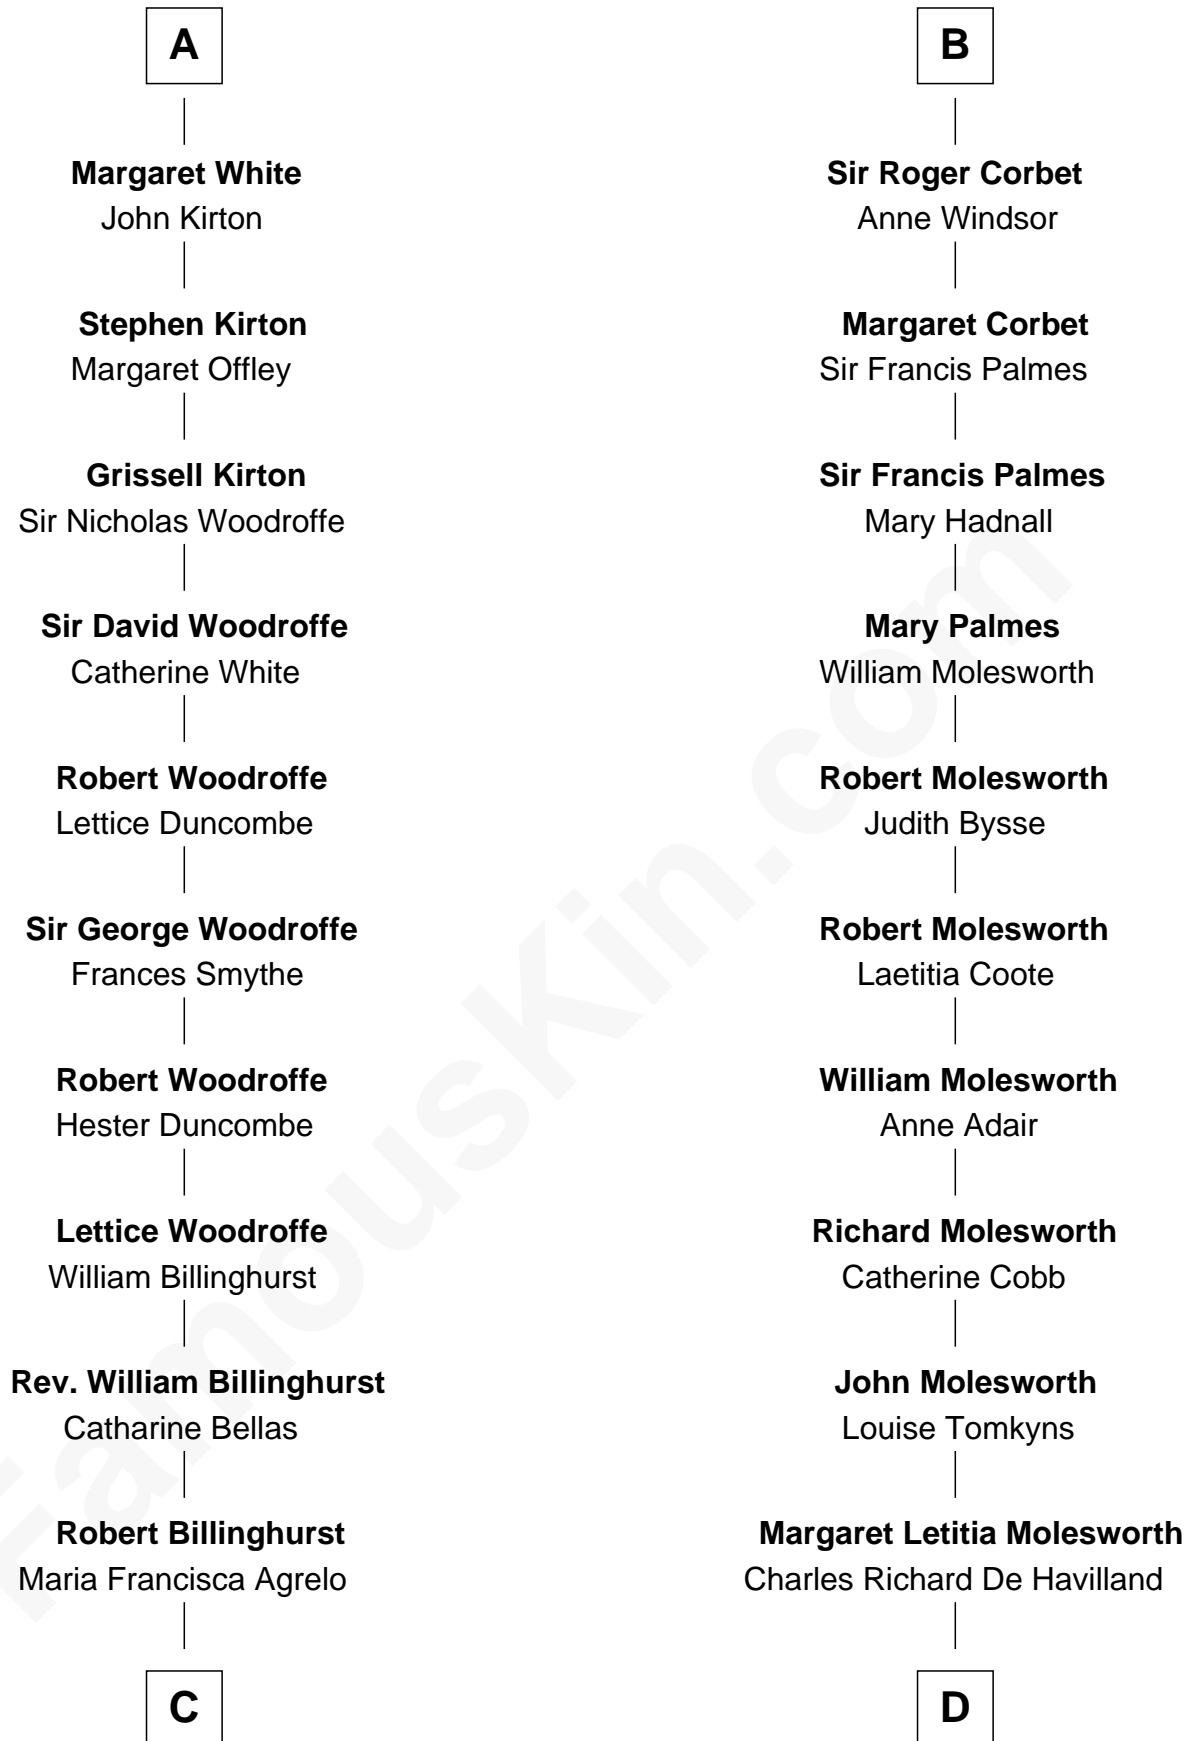 A
Margaret White
John Kirton
Stephen Kirton
Margaret Offley
Grissell Kirton
Sir Nicholas Woodroffe
Sir David Woodroffe
Catherine White
Robert Woodroffe
Lettice Duncombe
Sir George Woodroffe
Frances Smythe
Robert Woodroffe
Hester Duncombe
Lettice Woodroffe
William Billinghurst
Rev. William Billinghurst
Catharine Bellas
Robert Billinghurst
Maria Francisca Agrelo
C
B
Sir Roger Corbet
Anne Windsor
Margaret Corbet
Sir Francis Palmes
Sir Francis Palmes
Mary Hadnall
Mary Palmes
William Molesworth
Robert Molesworth
Judith Bysse
Robert Molesworth
Laetitia Coote
William Molesworth
Anne Adair
Richard Molesworth
Catherine Cobb
John Molesworth
Louise Tomkyns
Margaret Letitia Molesworth
Charles Richard De Havilland
D
FamousKin.com